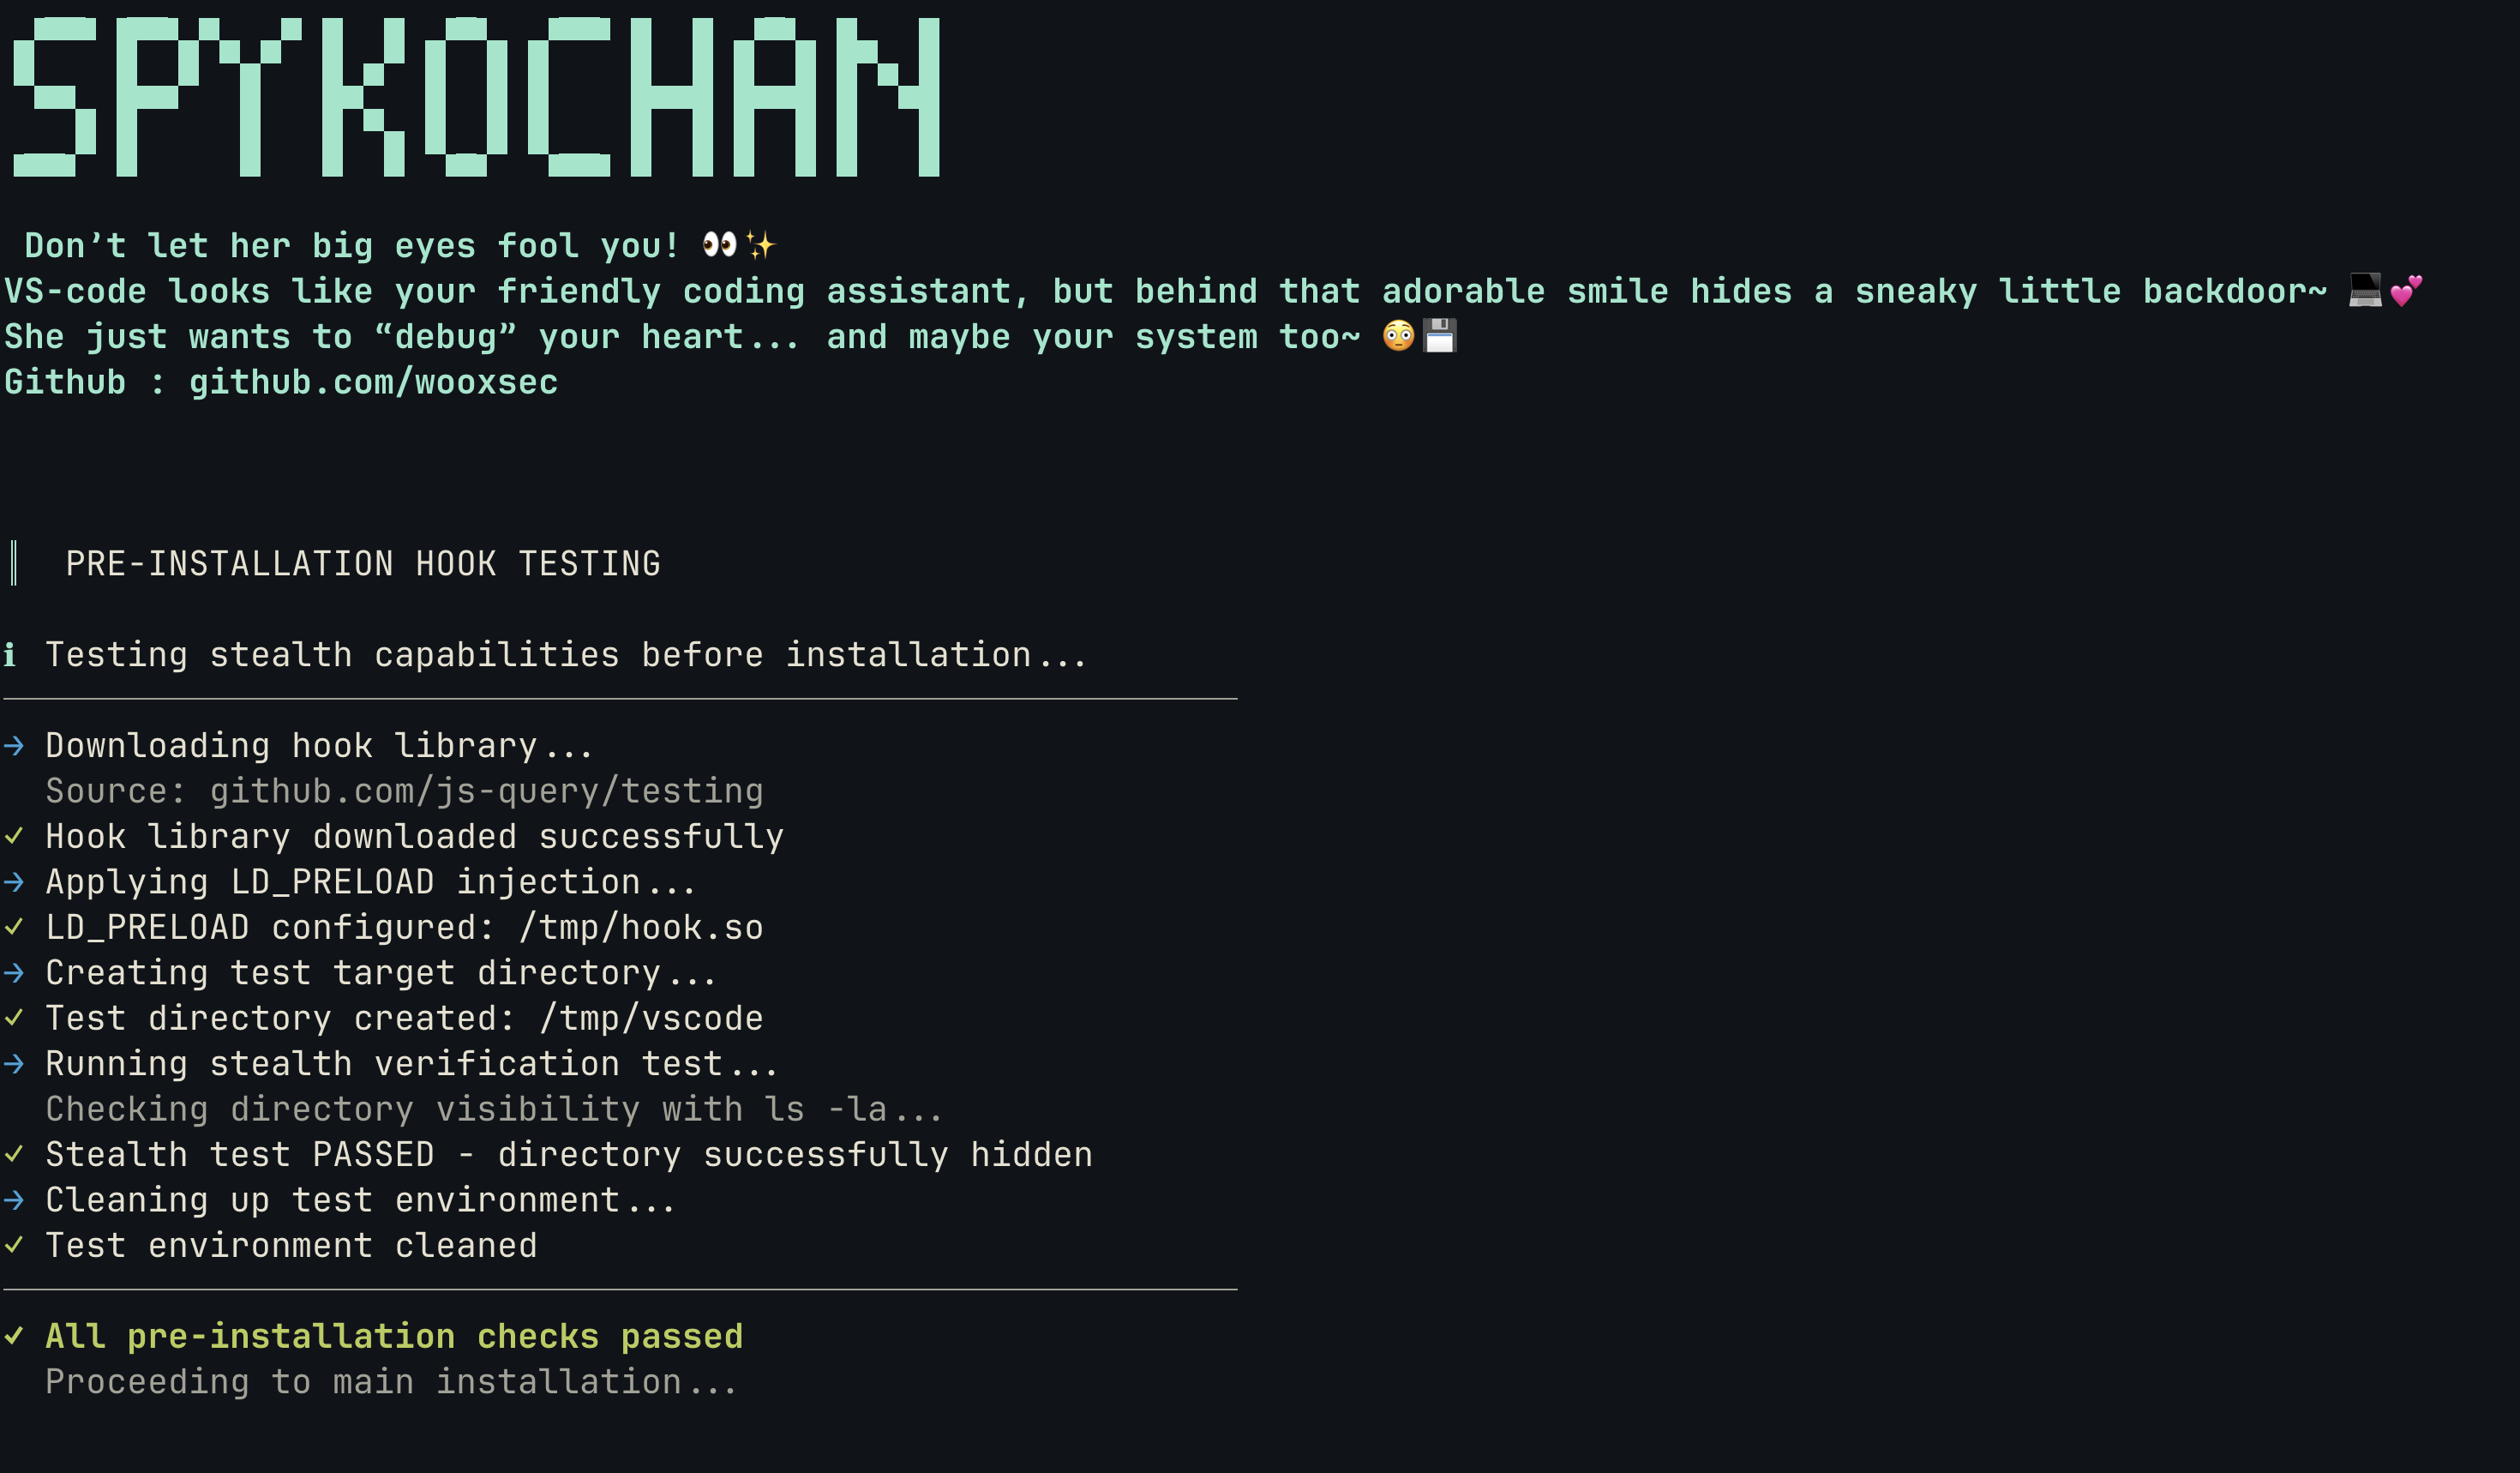 SPYKOCHAN
Don’t let her big eyes fool you! 👀✨
VS-code looks like your friendly coding assistant, but behind that adorable smile hides a sneaky little backdoor~ 💻💕
She just wants to “debug” your heart... and maybe your system too~ 😳💾
Github : github.com/wooxsec
║ PRE-INSTALLATION HOOK TESTING
ℹ Testing stealth capabilities before installation...
→ Downloading hook library...
Source: github.com/js-query/testing
✓ Hook library downloaded successfully
→ Applying LD_PRELOAD injection...
✓ LD_PRELOAD configured: /tmp/hook.so
→ Creating test target directory...
✓ Test directory created: /tmp/vscode
→ Running stealth verification test...
Checking directory visibility with ls -la...
✓ Stealth test PASSED - directory successfully hidden
→ Cleaning up test environment...
✓ Test environment cleaned
✓ All pre-installation checks passed
Proceeding to main installation...